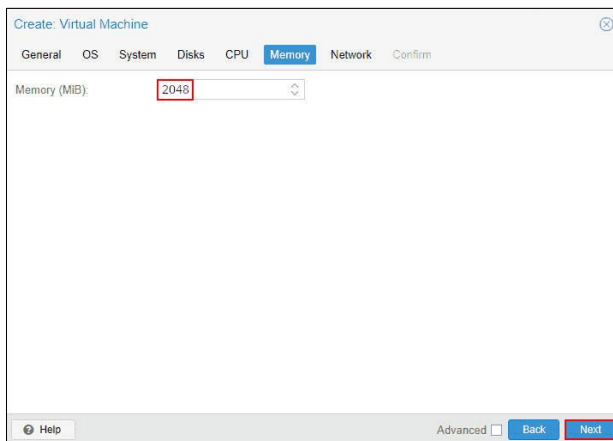 Create: Virtual Machine
General OS System Disks CPU Memory Network Confirm
Memory (MiB): 2048
Help Advanced Back Next